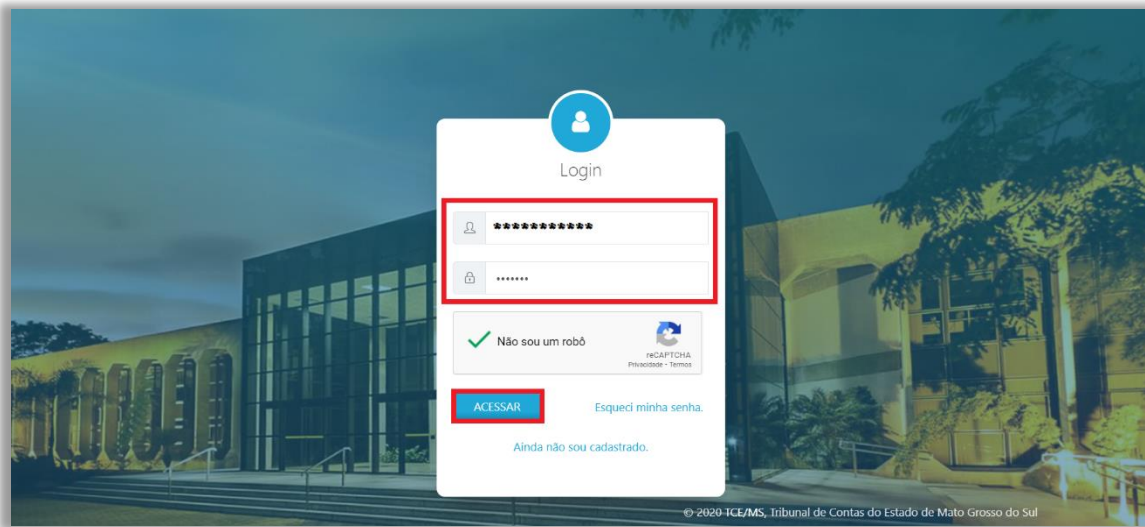 Login
***********
•••••••
Não sou um robô
reCAPTCHA
Privacidade - Termos
ACESSAR
Esqueci minha senha.
Ainda não sou cadastrado.
© 2020 TCE/MS, Tribunal de Contas do Estado de Mato Grosso do Sul